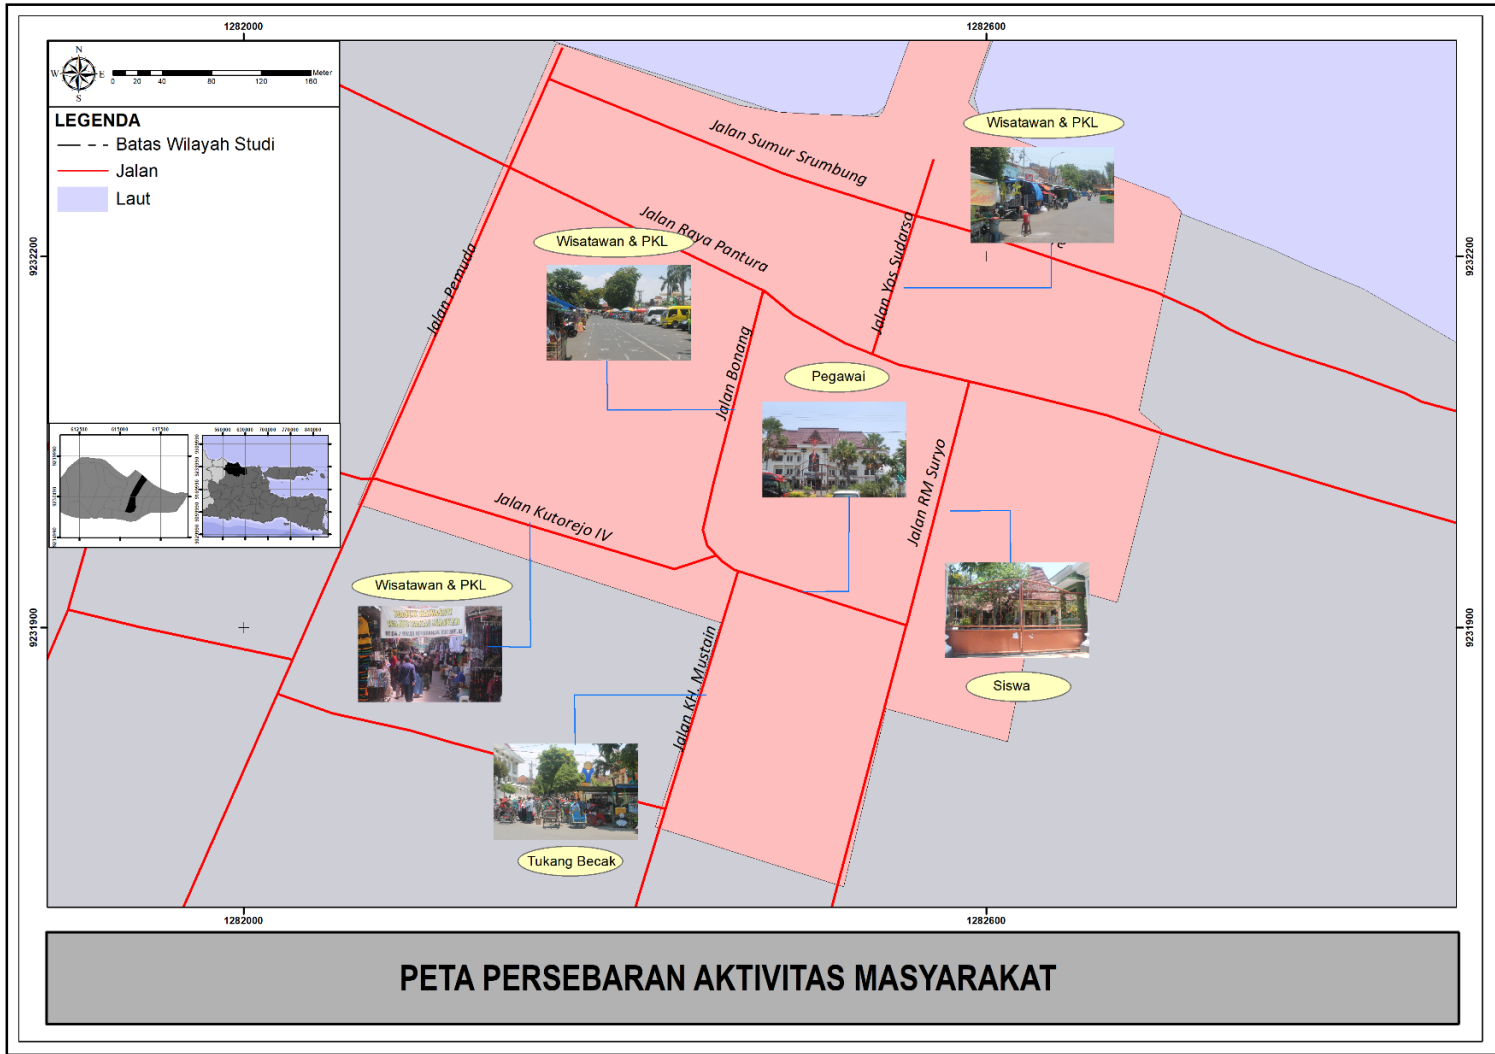 1282000
1282600
N
W
E
S
0
20
40
80
120
160
Meter
LEGENDA
Batas Wilayah Studi
Jalan
Laut
9232200
9232200
9231900
9231900
Jalan Sumur Srumbung
Wisatawan & PKL
Jalan Raya Pantura
Wisatawan & PKL
Jalan Pemuda
Jalan Yos Sudarsa
Jalan Bonang
Pegawai
Jalan RM Suryo
Jalan Kutorejo IV
Wisatawan & PKL
Jalan KH. Mustain
Siswa
Tukang Becak
1282000
1282600
PETA PERSEBARAN AKTIVITAS MASYARAKAT